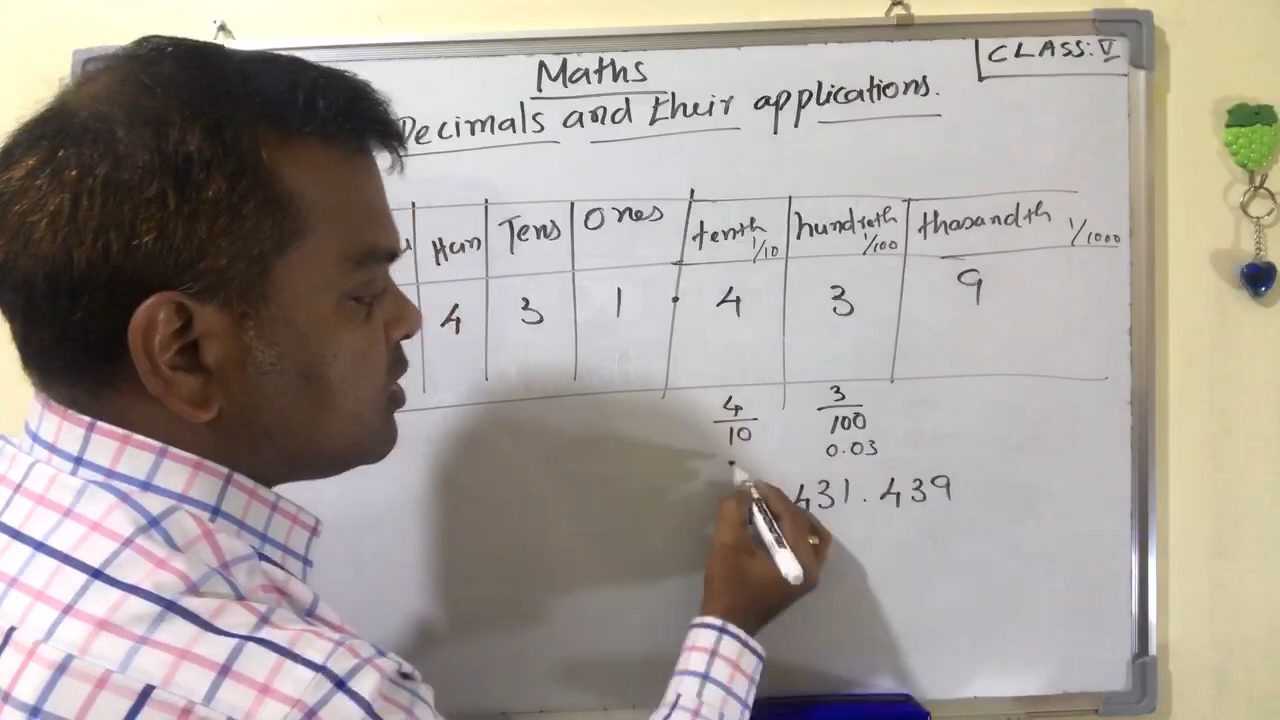 CLASS: V
Maths
Decimals and their applications.
Hun Tens Ones tenth 1/10 hundreth 1/100 thasandth 1/1000
4 3 1 . 4 3 9
4/10 3/100
0.03
431.439